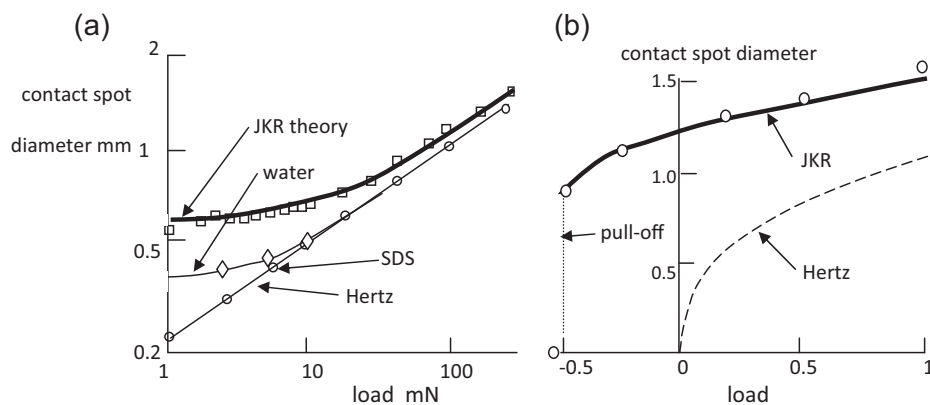 (a)
2
contact spot
diameter mm
JKR theory
1
water
0.5
SDS
Hertz
0.2
1
10
100
load mN
(b)
contact spot diameter
1.5
JKR
1.0
pull-off
Hertz
0.5
-0.5
0
0.5
1
load